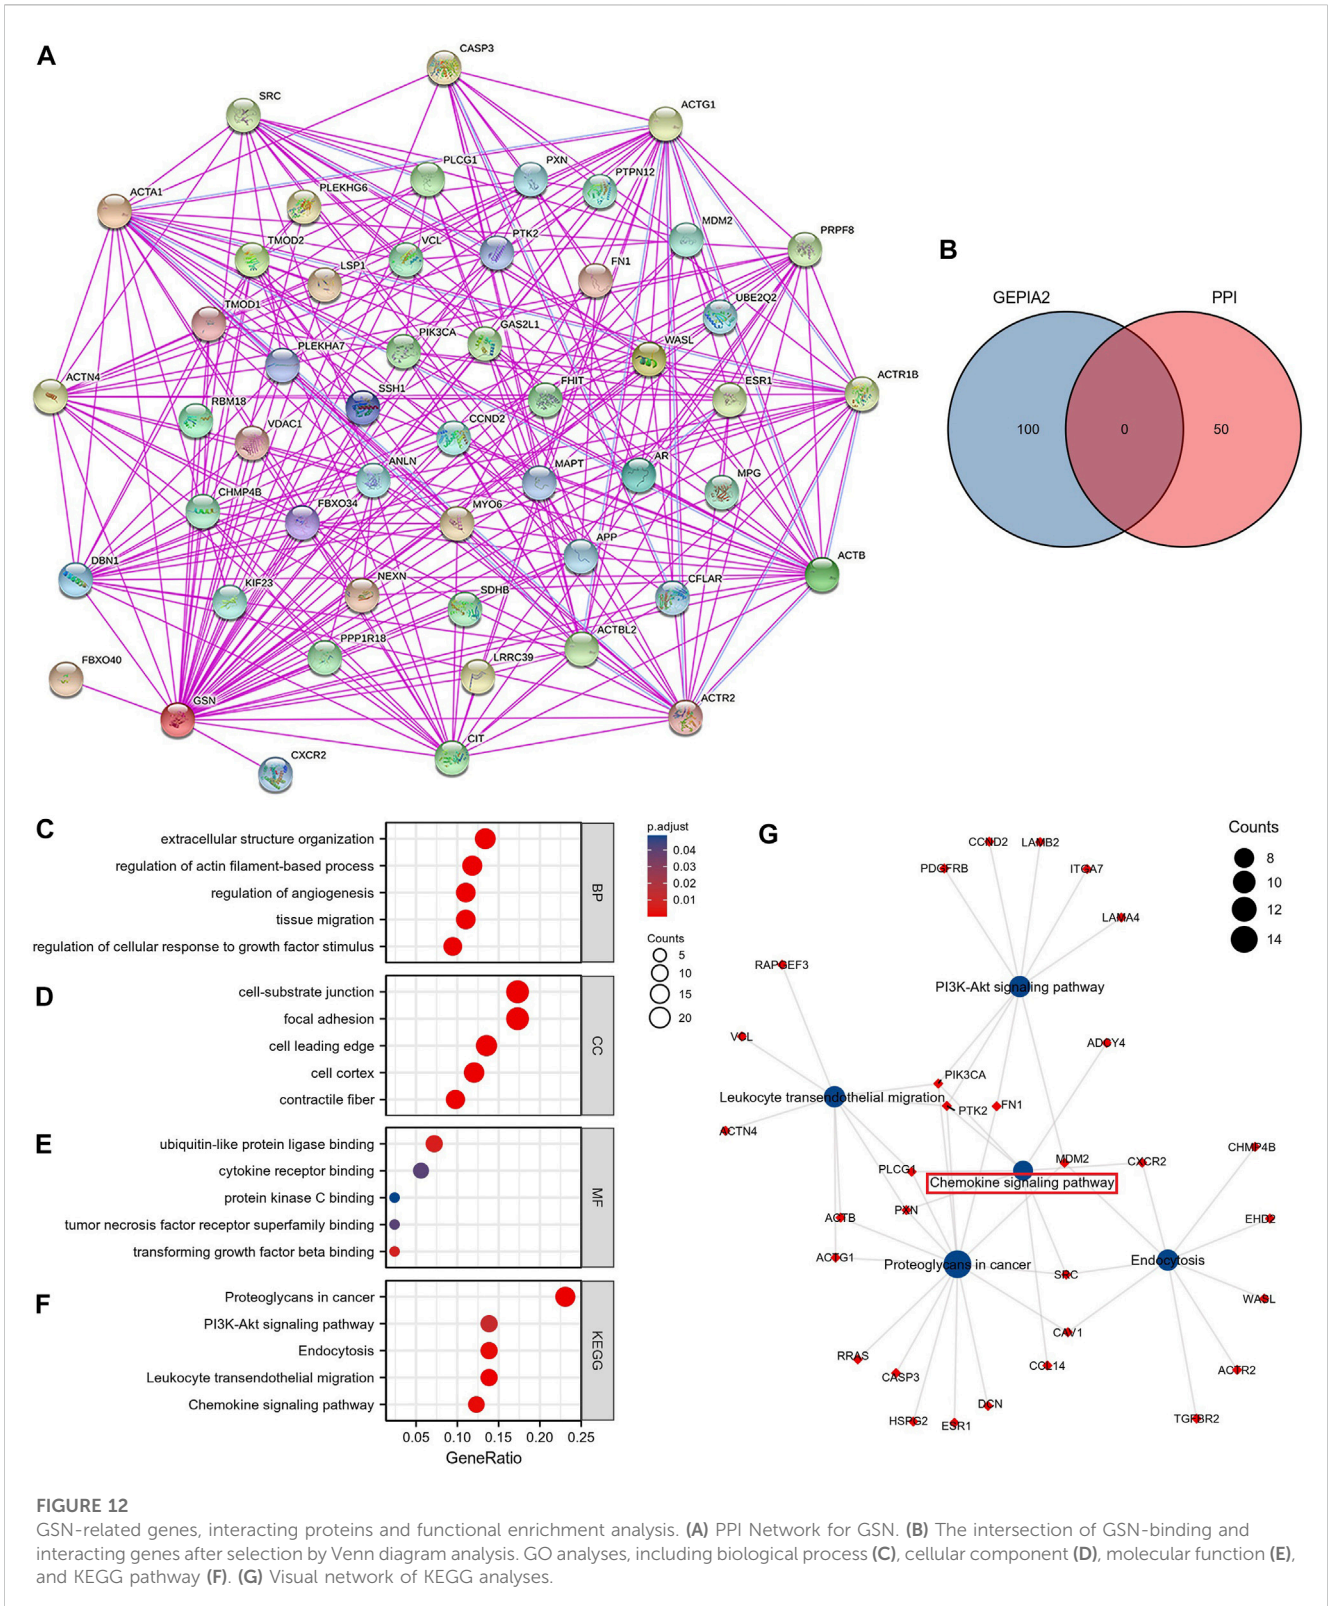 A
CASP3
SRC
ACTG1
PLCG1
PXN
PTPN12
ACTA1
PLEKHG6
MDM2
PRPF8
TMOD2
VCL
PTK2
LSP1
FN1
TMOD1
UBE2Q2
PIK3CA
GAS2L1
WASL
PLEKHA7
ACTN4
SSH1
FHIT
ESR1
ACTR1B
RBM18
VDAC1
CCND2
ANLN
MAPT
AR
MPG
CHMP4B
FBXO34
MYO6
APP
ACTB
DBN1
KIF23
NEXN
SDHB
CFLAR
PPP1R18
ACTBL2
FBXO40
LRRC39
GSN
ACTR2
CIT
CXCR2
B
GEPIA2
PPI
100
0
50
C
extracellular structure organization
regulation of actin filament-based process
regulation of angiogenesis
tissue migration
regulation of cellular response to growth factor stimulus
BP
D
cell-substrate junction
focal adhesion
cell leading edge
cell cortex
contractile fiber
CC
E
ubiquitin-like protein ligase binding
cytokine receptor binding
protein kinase C binding
tumor necrosis factor receptor superfamily binding
transforming growth factor beta binding
MF
F
Proteoglycans in cancer
PI3K-Akt signaling pathway
Endocytosis
Leukocyte transendothelial migration
Chemokine signaling pathway
KEGG
0.05 0.10 0.15 0.20 0.25
GeneRatio
p.adjust
0.04
0.03
0.02
0.01
Counts
5
10
15
20
G
Counts
8
10
12
14
CCND2
LAMB2
PDGFRB
ITGA7
LAMA4
RAPGEF3
PI3K-Akt signaling pathway
VCL
ADCY4
PIK3CA
Leukocyte transendothelial migration
PTK2
FN1
ACTN4
CHMP4B
MDM2
CXCR2
PLCG1
Chemokine signaling pathway
PXN
ACTB
EHD2
ACTG1
Proteoglycans in cancer
Endocytosis
SRC
WASL
CAV1
RRAS
CCL14
CASP3
ACTR2
DCN
HSPG2
ESR1
TGFBR2
FIGURE 12
GSN-related genes, interacting proteins and functional enrichment analysis. (A) PPI Network for GSN. (B) The intersection of GSN-binding and
interacting genes after selection by Venn diagram analysis. GO analyses, including biological process (C), cellular component (D), molecular function (E),
and KEGG pathway (F). (G) Visual network of KEGG analyses.